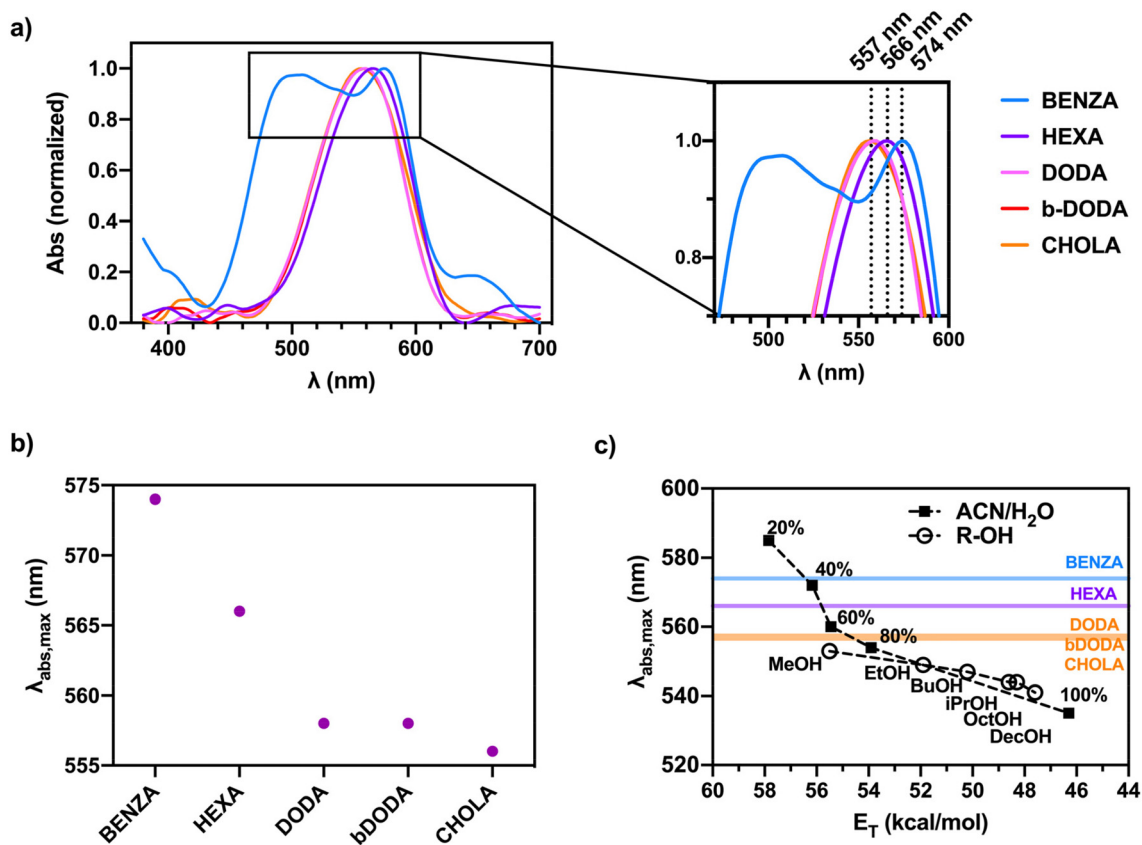 a)
557 nm
566 nm
574 nm
1.0
0.8
0.6
0.4
0.2
0.0
Abs (normalized)
400
500
600
700
λ (nm)
1.0
0.8
500
550
600
λ (nm)
BENZA
HEXA
DODA
b-DODA
CHOLA
b)
575
570
565
560
555
λabs,max (nm)
BENZA
HEXA
DODA
bDODA
CHOLA
c)
600
580
560
540
520
λabs,max (nm)
ACN/H₂O
R-OH
20%
40%
60%
80%
100%
BENZA
HEXA
DODA
bDODA
CHOLA
MeOH
EtOH
BuOH
iPrOH
OctOH
DecOH
60
58
56
54
52
50
48
46
44
E_T (kcal/mol)